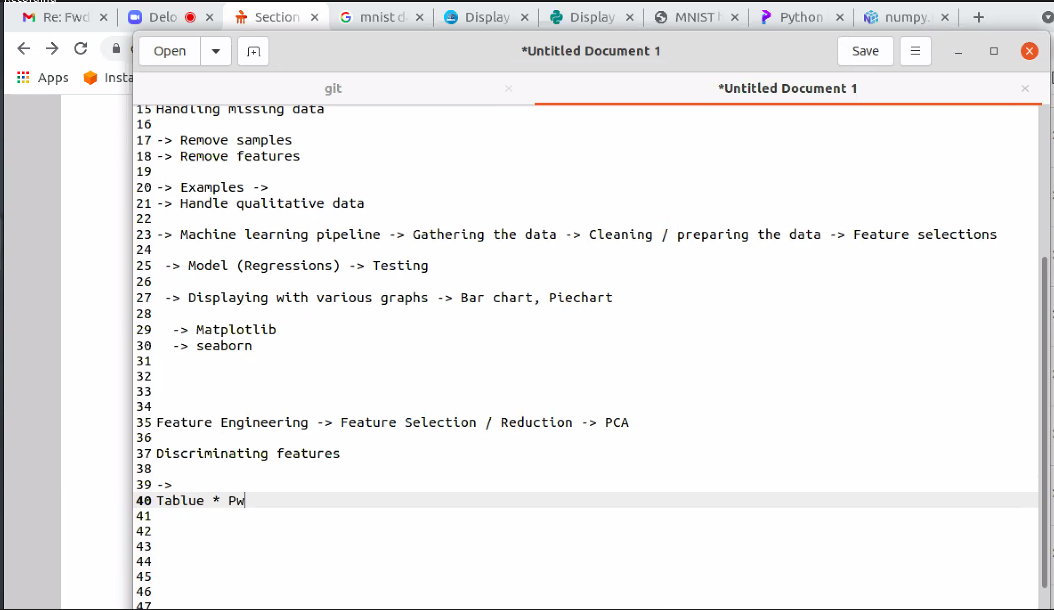 Re: Fwd
Delo
Section
mnist d
Display
Display
MNIST h
Python
numpy.
Apps
Insta
Open
*Untitled Document 1
Save
git
*Untitled Document 1
15 Handling missing data
16
17 -> Remove samples
18 -> Remove features
19
20 -> Examples ->
21 -> Handle qualitative data
22
23 -> Machine learning pipeline -> Gathering the data -> Cleaning / preparing the data -> Feature selections
24
25 -> Model (Regressions) -> Testing
26
27 -> Displaying with various graphs -> Bar chart, Piechart
28
29 -> Matplotlib
30 -> seaborn
31
32
33
34
35 Feature Engineering -> Feature Selection / Reduction -> PCA
36
37 Discriminating features
38
39 ->
40 Tablue * Pw
41
42
43
44
45
46
47